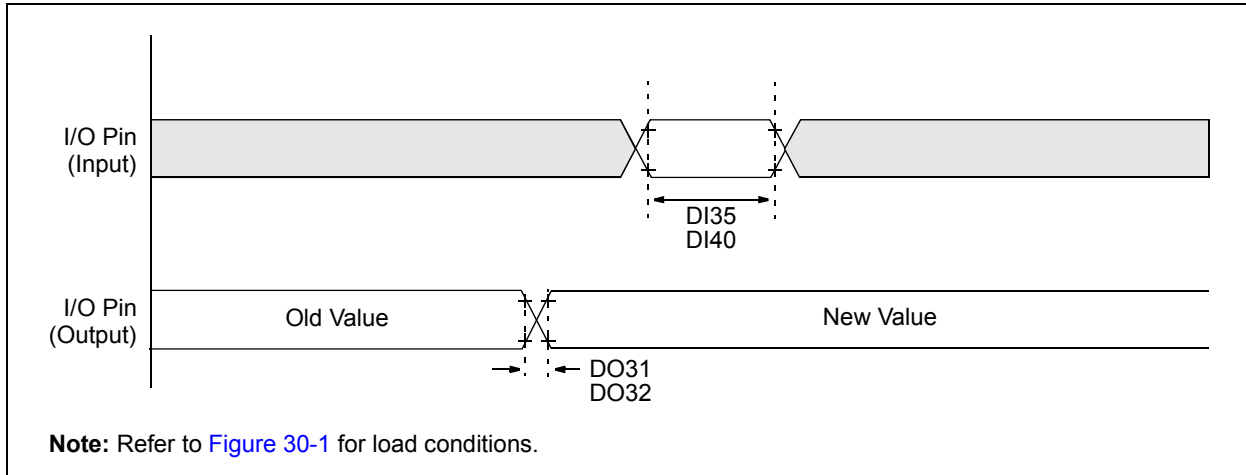 I/O Pin
(Input)
DI35
DI40
I/O Pin
(Output)
Old Value
New Value
DO31
DO32
Note: Refer to Figure 30-1 for load conditions.